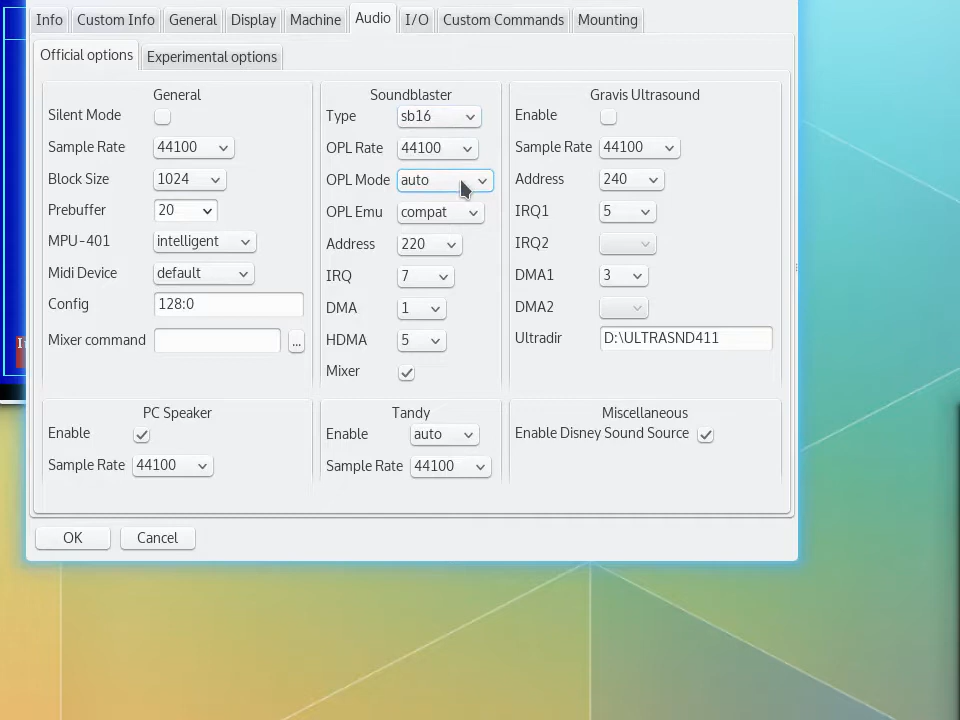 Info Custom Info General Display Machine Audio I/O Custom Commands Mounting
Official options Experimental options
General
Silent Mode
Sample Rate 44100
Block Size 1024
Prebuffer 20
MPU-401 intelligent
Midi Device default
Config 128:0
Mixer command ...
Soundblaster
Type sb16
OPL Rate 44100
OPL Mode auto
OPL Emu compat
Address 220
IRQ 7
DMA 1
HDMA 5
Mixer
Gravis Ultrasound
Enable
Sample Rate 44100
Address 240
IRQ1 5
IRQ2
DMA1 3
DMA2
Ultradir D:\ULTRASND411
PC Speaker
Enable
Sample Rate 44100
Tandy
Enable auto
Sample Rate 44100
Miscellaneous
Enable Disney Sound Source
OK Cancel